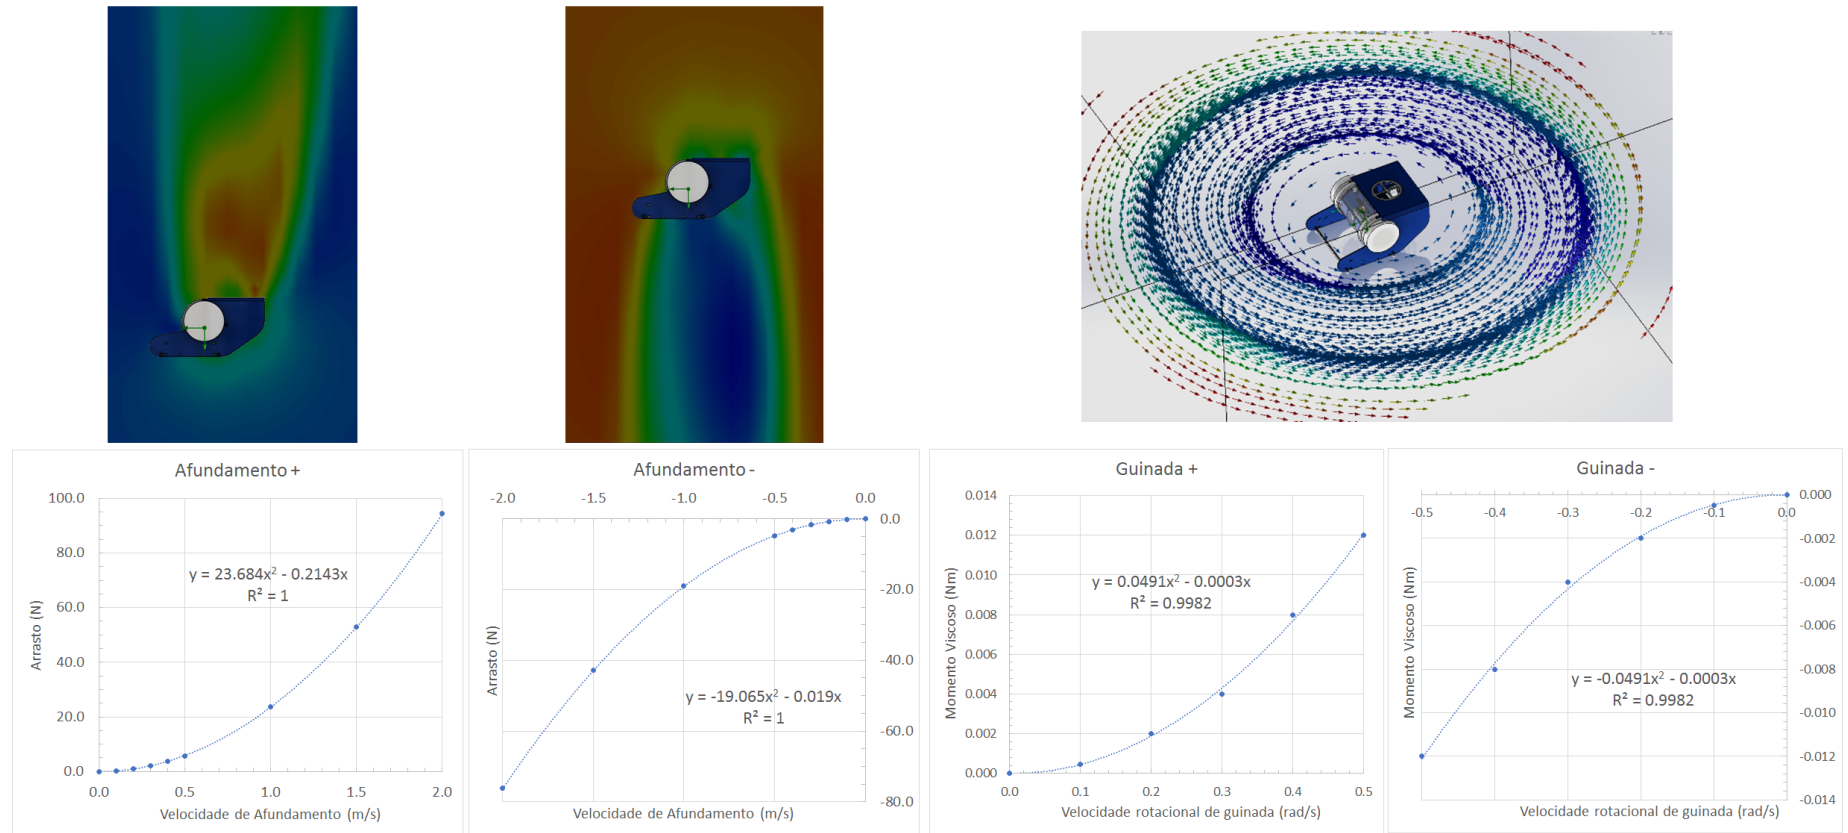 Afundamento +
100.0
80.0
60.0
40.0
20.0
0.0
Arrasto (N)
y = 23.684x² - 0.2143x
R² = 1
0.0 0.5 1.0 1.5 2.0
Velocidade de Afundamento (m/s)
Afundamento -
-2.0 -1.5 -1.0 -0.5 0.0
0.0
-20.0
-40.0
-60.0
-80.0
Arrasto (N)
y = -19.065x² - 0.019x
R² = 1
Velocidade de Afundamento (m/s)
Guinada +
0.014
0.012
0.010
0.008
0.006
0.004
0.002
0.000
Momento Viscoso (Nm)
y = 0.0491x² - 0.0003x
R² = 0.9982
0.0 0.1 0.2 0.3 0.4 0.5
Velocidade rotacional de guinada (rad/s)
Guinada -
-0.5 -0.4 -0.3 -0.2 -0.1 0.0
0.000
-0.002
-0.004
-0.006
-0.008
-0.010
-0.012
-0.014
Momento Viscoso (Nm)
y = -0.0491x² - 0.0003x
R² = 0.9982
Velocidade rotacional de guinada (rad/s)